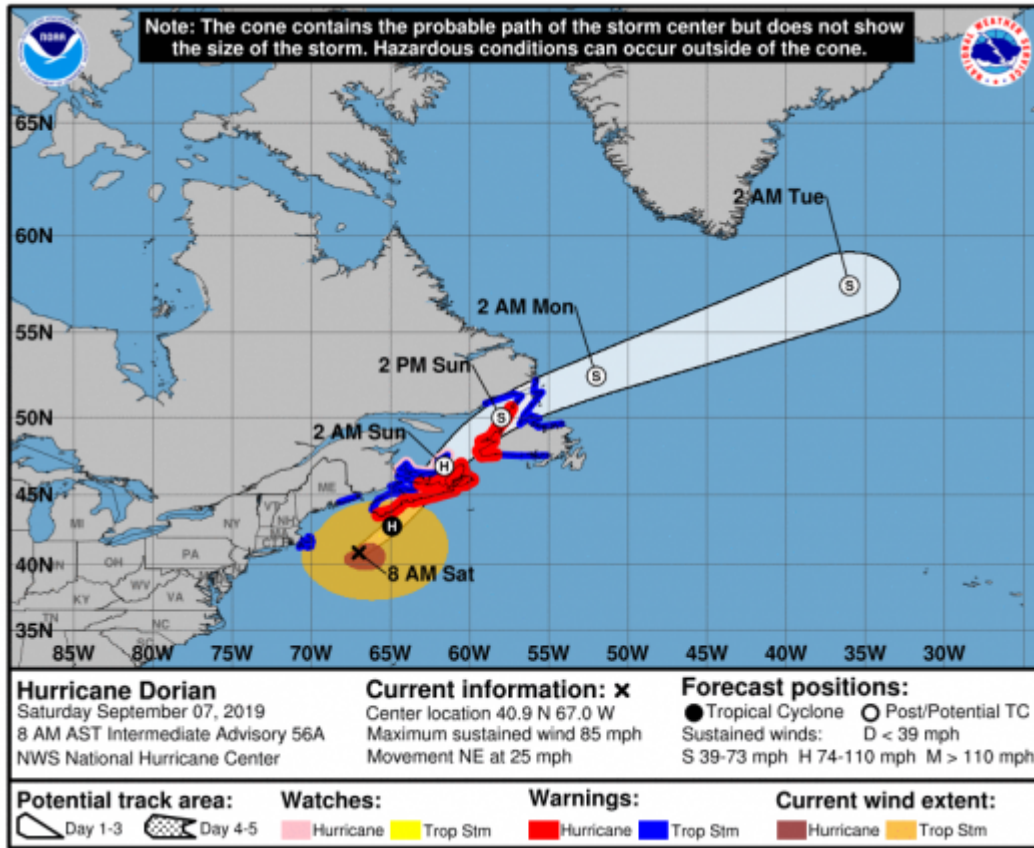 Note: The cone contains the probable path of the storm center but does not show
the size of the storm. Hazardous conditions can occur outside of the cone.
NOAA
NATIONAL WEATHER SERVICE
65N
60N
55N
50N
45N
40N
35N
2 AM Tue
2 AM Mon
2 PM Sun
2 AM Sun
8 AM Sat
S
S
S
H
H
ME
VT
NH
MA
NY
MI
PA
OH
WV
VA
KY
NC
TN
SC
85W 80W 75W 70W 65W 60W 55W 50W 45W 40W 35W 30W
Hurricane Dorian
Saturday September 07, 2019
8 AM AST Intermediate Advisory 56A
NWS National Hurricane Center
Current information: ×
Center location 40.9 N 67.0 W
Maximum sustained wind 85 mph
Movement NE at 25 mph
Forecast positions:
Tropical Cyclone Post/Potential TC
Sustained winds: D < 39 mph
S 39-73 mph H 74-110 mph M > 110 mph
Potential track area:
Day 1-3 Day 4-5
Watches:
Hurricane Trop Stm
Warnings:
Hurricane Trop Stm
Current wind extent:
Hurricane Trop Stm